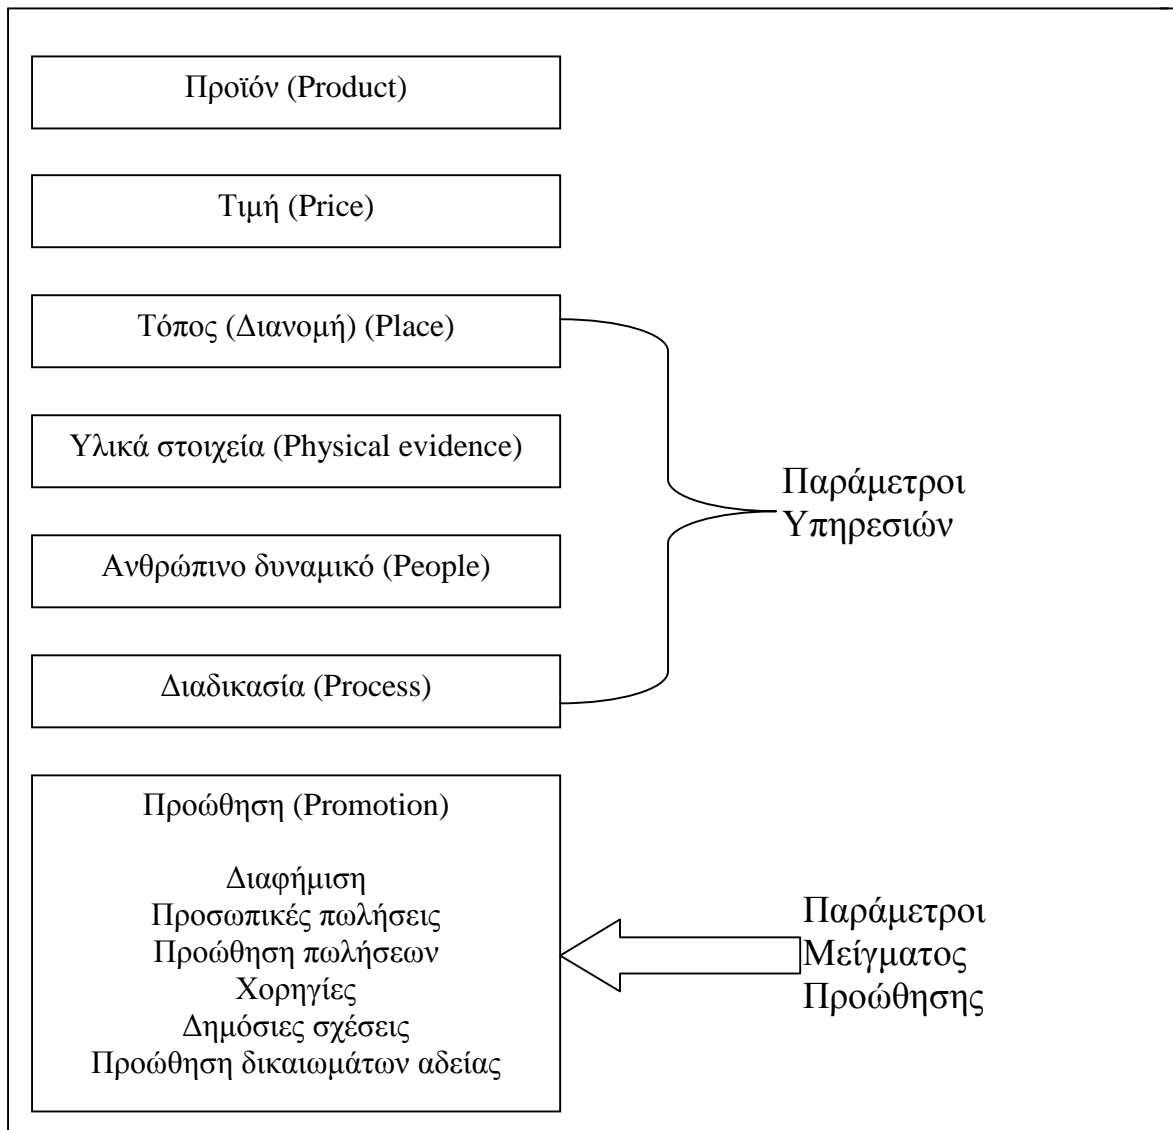 Προϊόν (Product)
Τιμή (Price)
Τόπος (Διανομή) (Place)
Υλικά στοιχεία (Physical evidence)
Ανθρώπινο δυναμικό (People)
Διαδικασία (Process)
Παράμετροι
Υπηρεσιών
Προώθηση (Promotion)
Διαφήμιση
Προσωπικές πωλήσεις
Προώθηση πωλήσεων
Χορηγίες
Δημόσιες σχέσεις
Προώθηση δικαιωμάτων αδείας
Παράμετροι
Μείγματος
Προώθησης